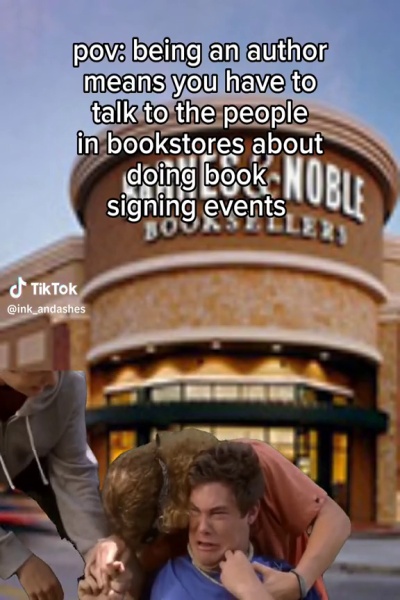 pov: being an author
means you have to
talk to the people
in bookstores about
doing book
signing events
NOBLE
BOOKSELLERS
TikTok
@ink_andashes